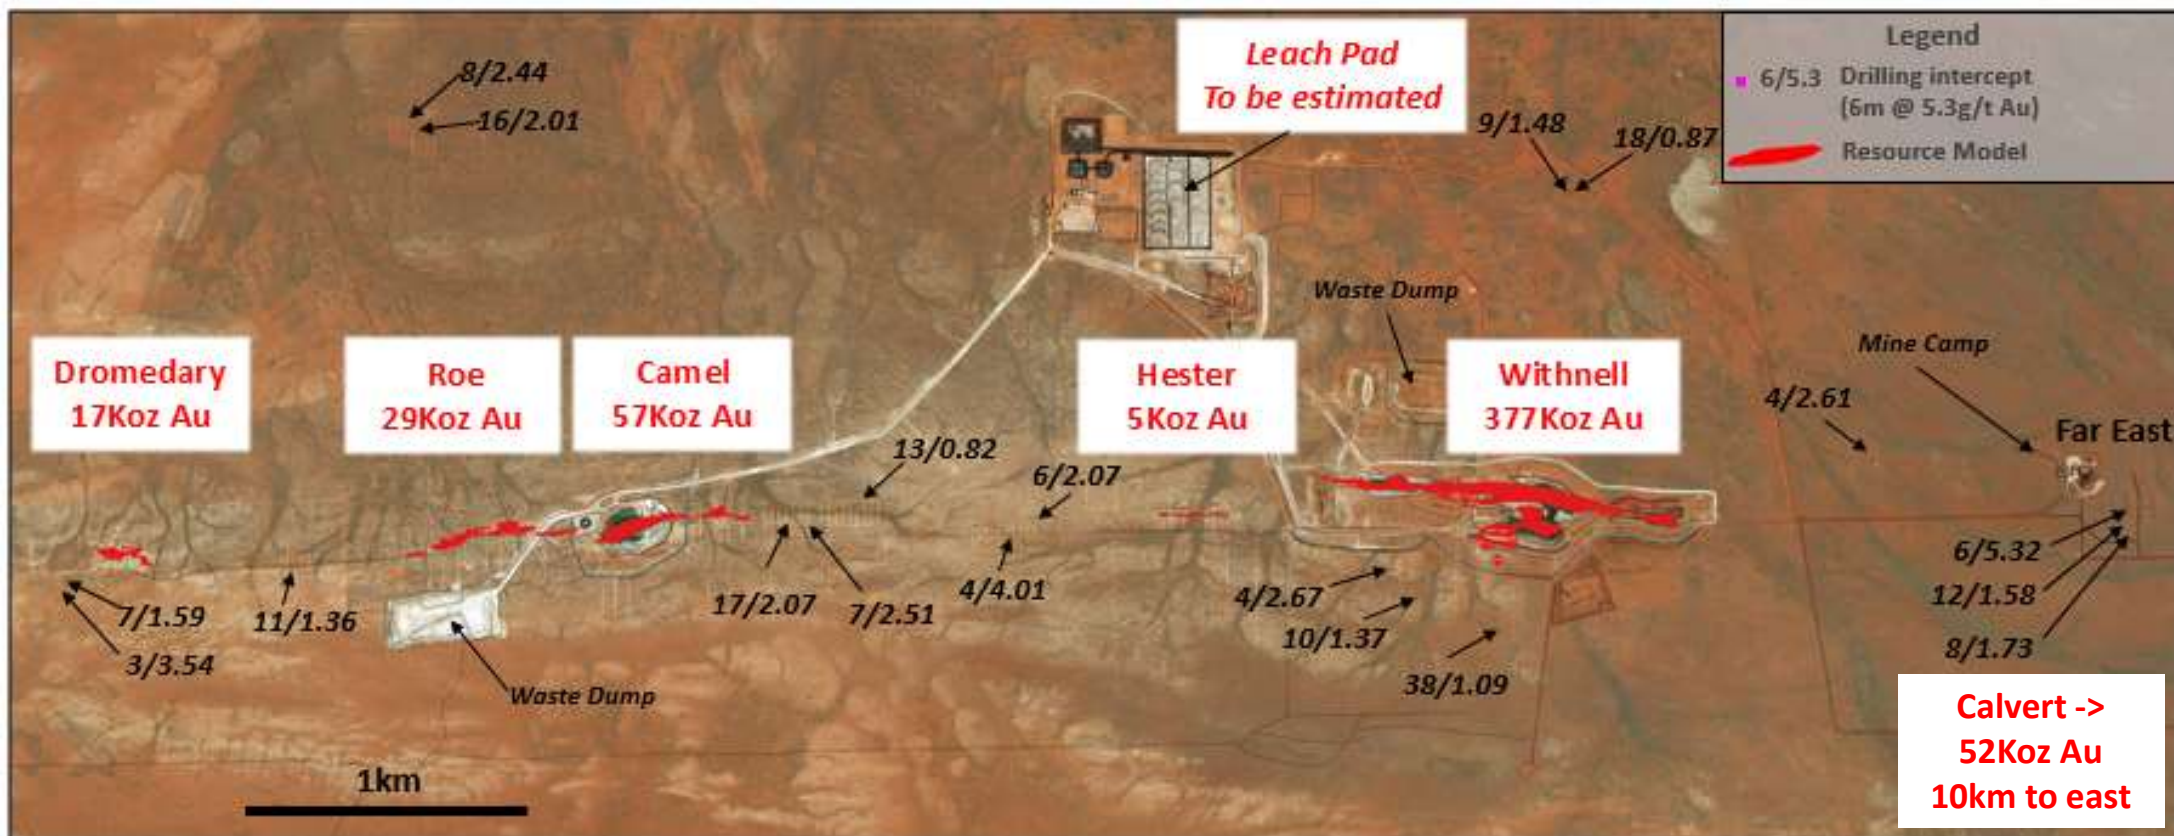 Legend
6/5.3 Drilling intercept
(6m @ 5.3g/t Au)
Resource Model
Leach Pad
To be estimated
8/2.44
16/2.01
9/1.48
18/0.87
Waste Dump
Mine Camp
Dromedary
17Koz Au
Roe
29Koz Au
Camel
57Koz Au
Hester
5Koz Au
Withnell
377Koz Au
4/2.61
Far East
13/0.82
6/2.07
7/1.59
3/3.54
11/1.36
17/2.07
7/2.51
4/4.01
4/2.67
10/1.37
38/1.09
6/5.32
12/1.58
8/1.73
Waste Dump
1km
Calvert ->
52Koz Au
10km to east